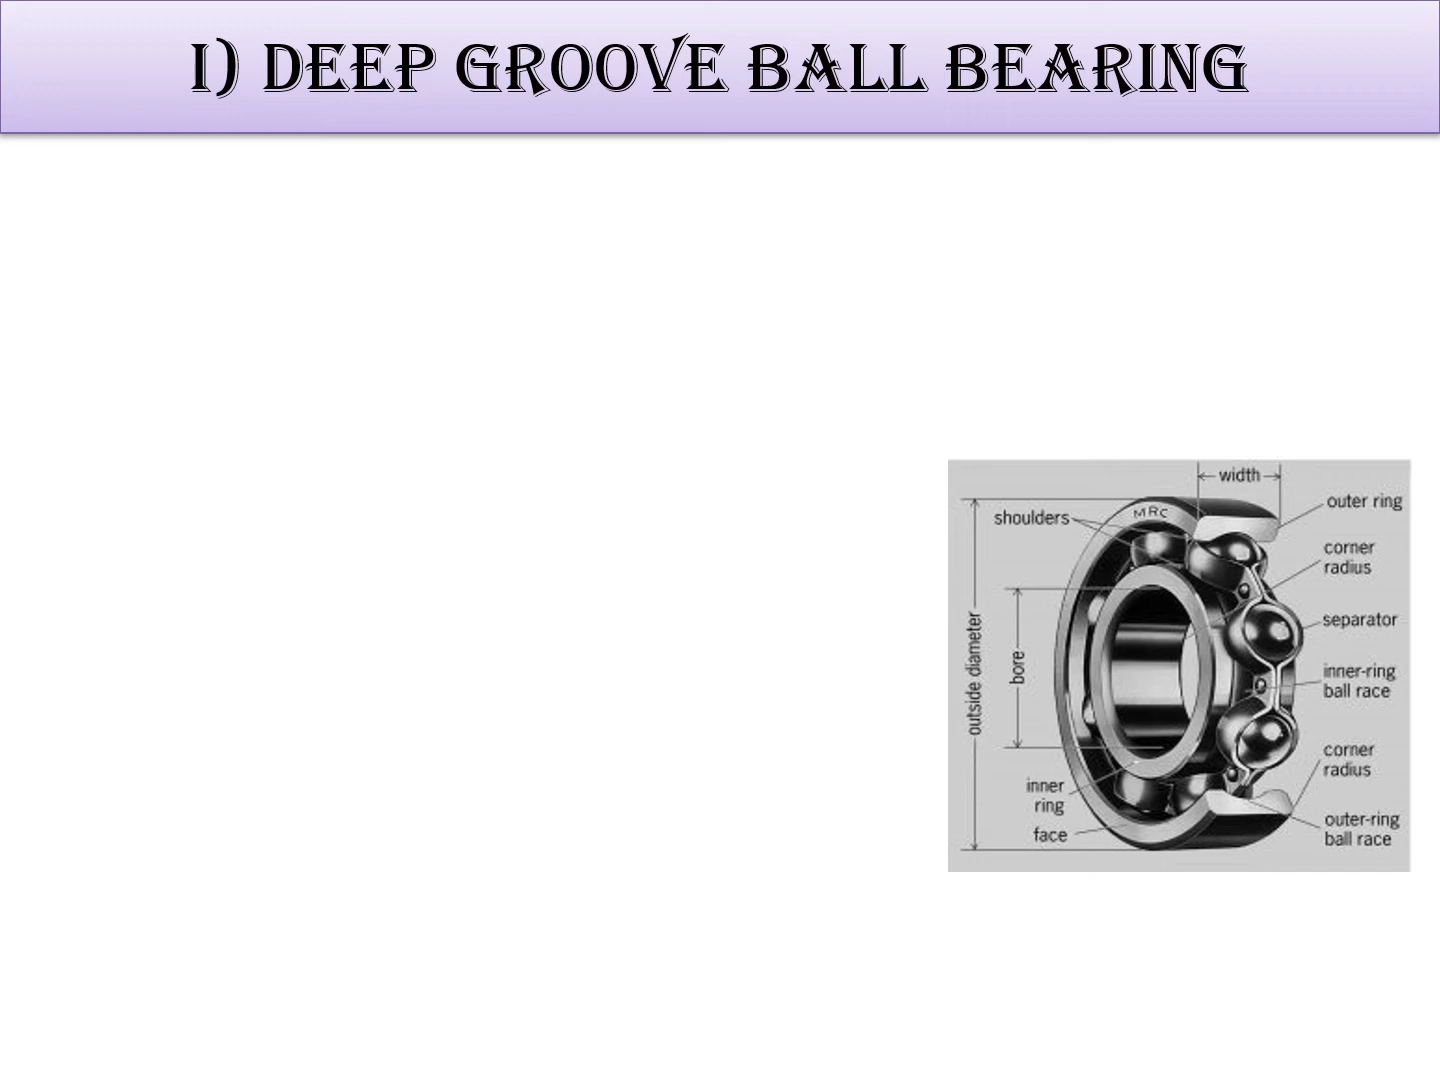 I) DEEP GROOVE BALL BEARING
width
outer ring
shoulders
MRC
corner
radius
separator
outside diameter
bore
inner-ring
ball race
corner
radius
inner
ring
outer-ring
ball race
face